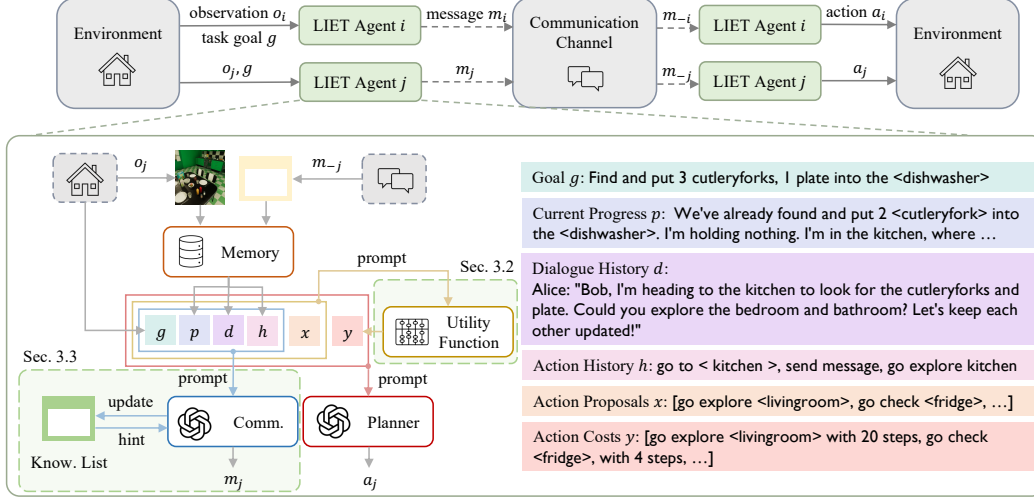 Environment
observation o_i
task goal g
LIET Agent i
message m_i
Communication
Channel
m_{-i}
LIET Agent i
action a_i
Environment
o_j, g
LIET Agent j
m_j
m_{-j}
LIET Agent j
a_j
o_j
m_{-j}
Memory
prompt
Sec. 3.2
g p d h x y
Utility
Function
Sec. 3.3
prompt
prompt
update
hint
Know. List
Comm.
Planner
m_j
a_j
Goal g: Find and put 3 cutleryforks, 1 plate into the <dishwasher>
Current Progress p: We've already found and put 2 <cutleryfork> into
the <dishwasher>. I'm holding nothing. I'm in the kitchen, where …
Dialogue History d:
Alice: "Bob, I'm heading to the kitchen to look for the cutleryforks and
plate. Could you explore the bedroom and bathroom? Let's keep each
other updated!"
Action History h: go to < kitchen >, send message, go explore kitchen
Action Proposals x: [go explore <livingroom>, go check <fridge>, …]
Action Costs y: [go explore <livingroom> with 20 steps, go check
<fridge>, with 4 steps, …]